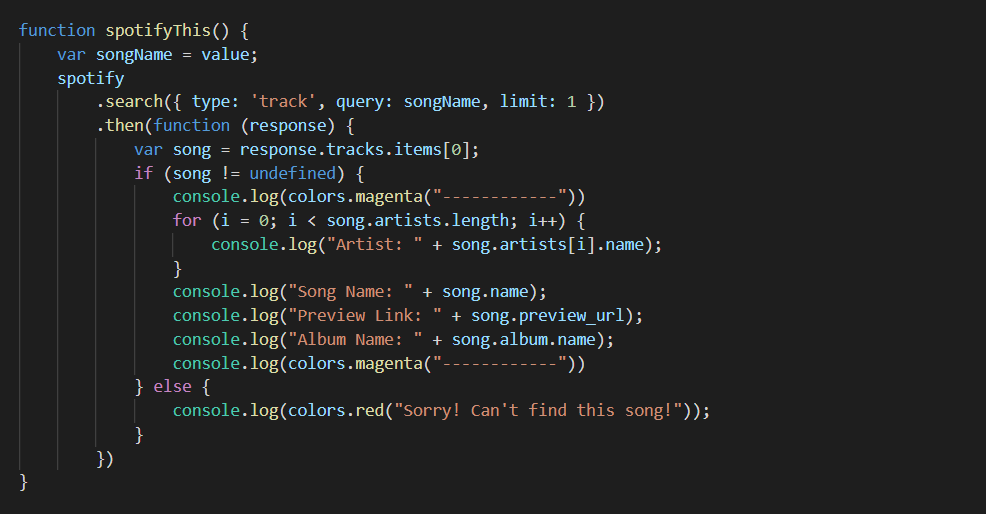 function spotifyThis() {
    var songName = value;
    spotify
        .search({ type: 'track', query: songName, limit: 1 })
        .then(function (response) {
            var song = response.tracks.items[0];
            if (song != undefined) {
                console.log(colors.magenta("------------"))
                for (i = 0; i < song.artists.length; i++) {
                    console.log("Artist: " + song.artists[i].name);
                }
                console.log("Song Name: " + song.name);
                console.log("Preview Link: " + song.preview_url);
                console.log("Album Name: " + song.album.name);
                console.log(colors.magenta("------------"))
            } else {
                console.log(colors.red("Sorry! Can't find this song!"));
            }
        })
}